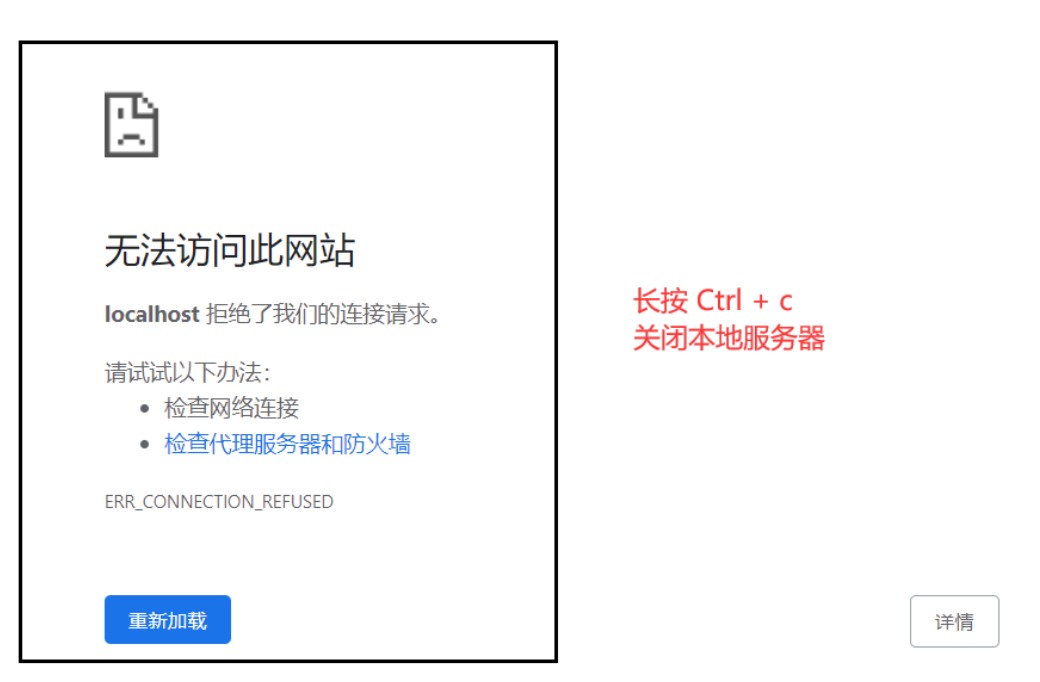 无法访问此网站
localhost 拒绝了我们的连接请求。
请试试以下办法：
• 检查网络连接
• 检查代理服务器和防火墙
ERR_CONNECTION_REFUSED
重新加载
长按 Ctrl + c
关闭本地服务器
详情